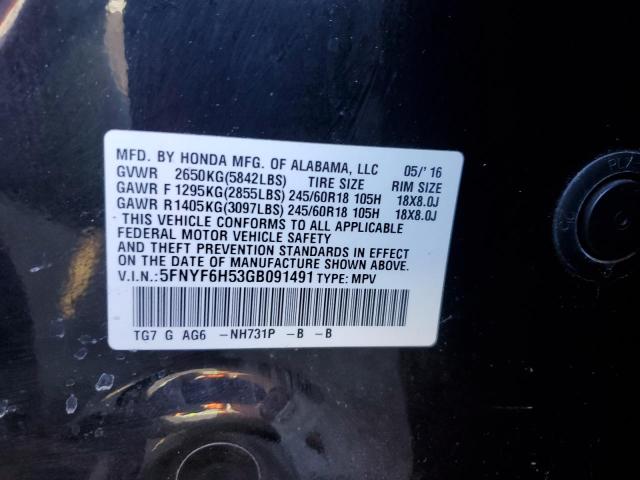 MFD. BY HONDA MFG. OF ALABAMA, LLC 05/'16
GVWR 2650KG(5842LBS) TIRE SIZE RIM SIZE
GAWR F 1295KG(2855LBS) 245/60R18 105H 18X8.0J
GAWR R 1405KG(3097LBS) 245/60R18 105H 18X8.0J
THIS VEHICLE CONFORMS TO ALL APPLICABLE
FEDERAL MOTOR VEHICLE SAFETY
AND THEFT PREVENTION STANDARDS IN EFFECT
ON THE DATE OF MANUFACTURE SHOWN ABOVE.
V.I.N.: 5FNYF6H53GB091491 TYPE: MPV
TG7 G AG6 -NH731P -B -B